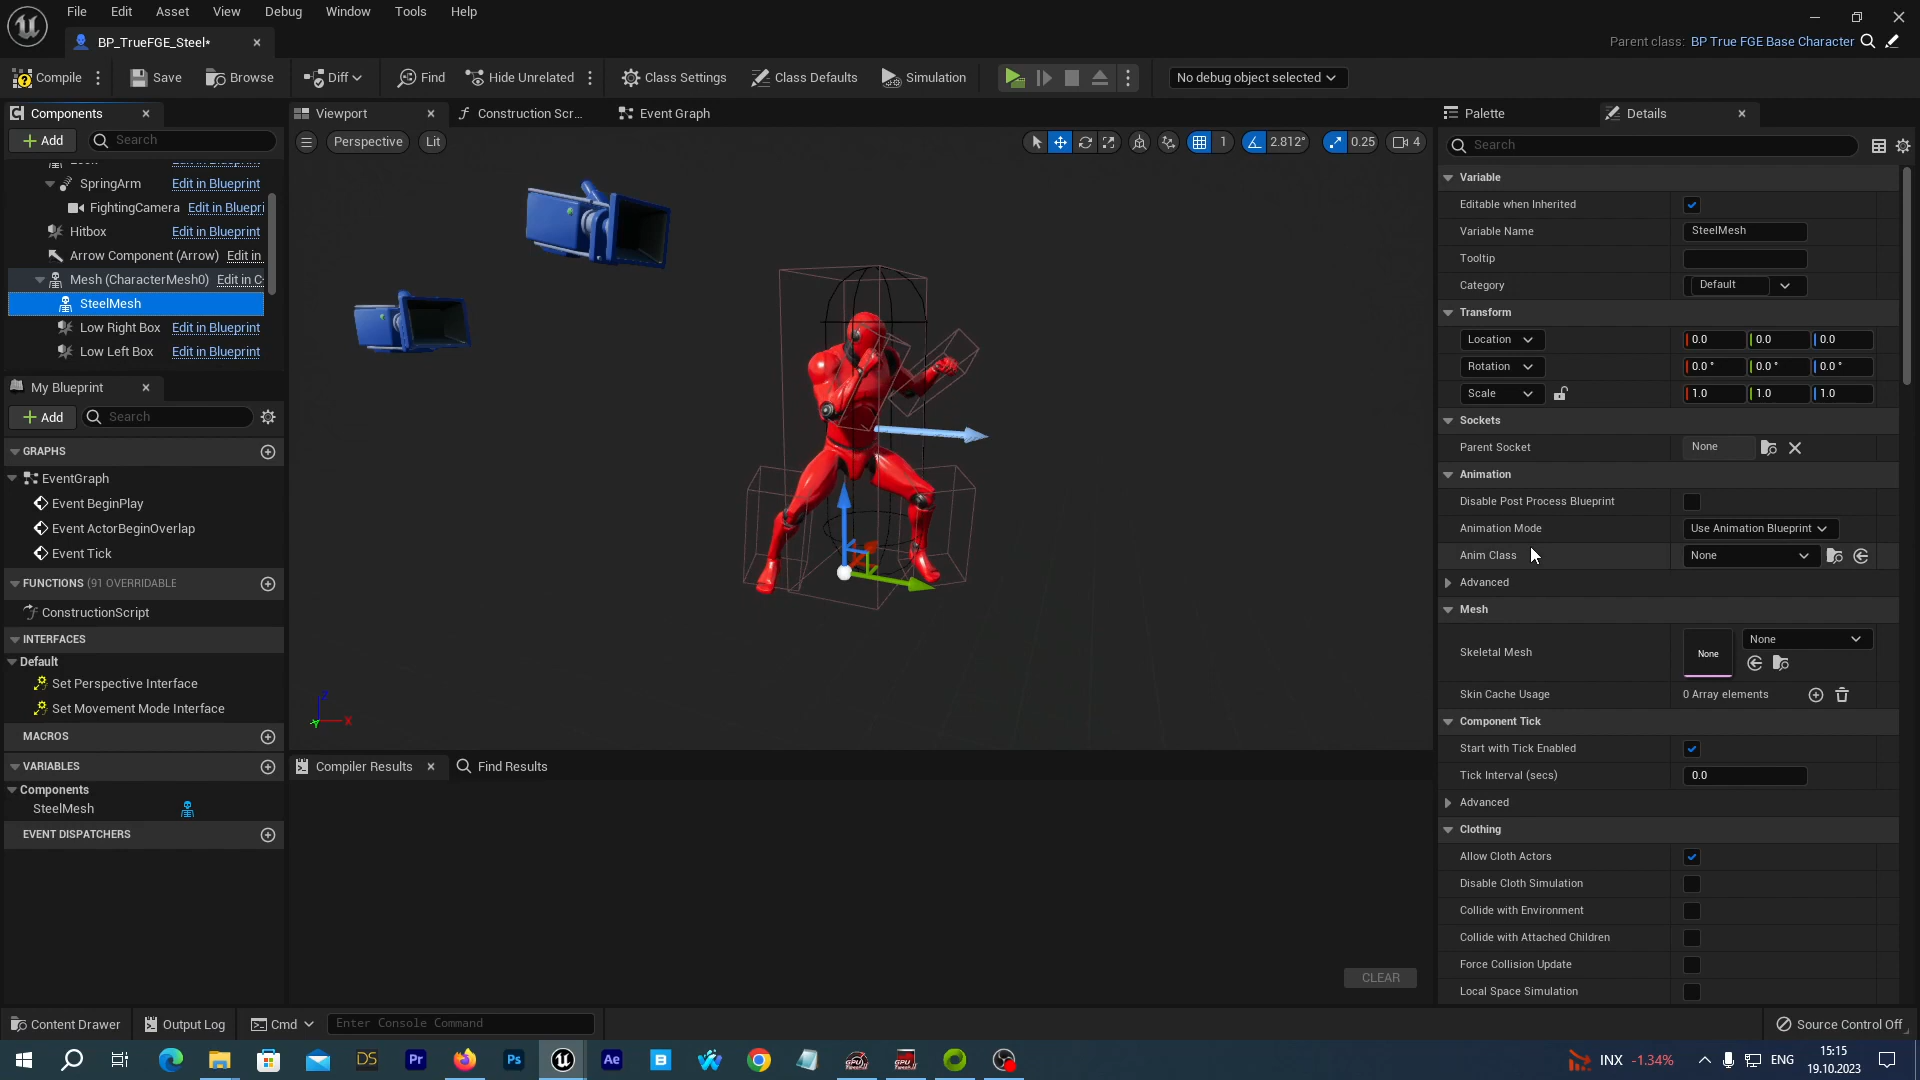 File Edit Asset View Debug Window Tools Help
BP_TrueFGE_Steel*
Parent class: BP True FGE Base Character
Compile Save Browse Diff Find Hide Unrelated Class Settings Class Defaults Simulation No debug object selected
Components
Viewport Construction Scr... Event Graph
Palette Details
Add Search
Perspective Lit
1 2.812° 0.25 4
Search
SpringArm Edit in Blueprint
FightingCamera Edit in Bluepri
Hitbox Edit in Blueprint
Arrow Component (Arrow) Edit in
Mesh (CharacterMesh0) Edit in C
SteelMesh
Low Right Box Edit in Blueprint
Low Left Box Edit in Blueprint
My Blueprint
Add Search
GRAPHS
EventGraph
Event BeginPlay
Event ActorBeginOverlap
Event Tick
FUNCTIONS (91 OVERRIDABLE
ConstructionScript
INTERFACES
Default
Set Perspective Interface
Set Movement Mode Interface
MACROS
VARIABLES
Components
SteelMesh
EVENT DISPATCHERS
Z
X
Y
Compiler Results Find Results
CLEAR
Variable
Editable when Inherited
Variable Name SteelMesh
Tooltip
Category Default
Transform
Location 0.0 0.0 0.0
Rotation 0.0° 0.0° 0.0°
Scale 1.0 1.0 1.0
Sockets
Parent Socket None
Animation
Disable Post Process Blueprint
Animation Mode Use Animation Blueprint
Anim Class None
Advanced
Mesh
Skeletal Mesh None None
Skin Cache Usage 0 Array elements
Component Tick
Start with Tick Enabled
Tick Interval (secs) 0.0
Advanced
Clothing
Allow Cloth Actors
Disable Cloth Simulation
Collide with Environment
Collide with Attached Children
Force Collision Update
Local Space Simulation
Content Drawer Output Log Cmd Enter Console Command
Source Control Off
DS Pr Ps Ae
INX -1.34% ENG
15:15
19.10.2023